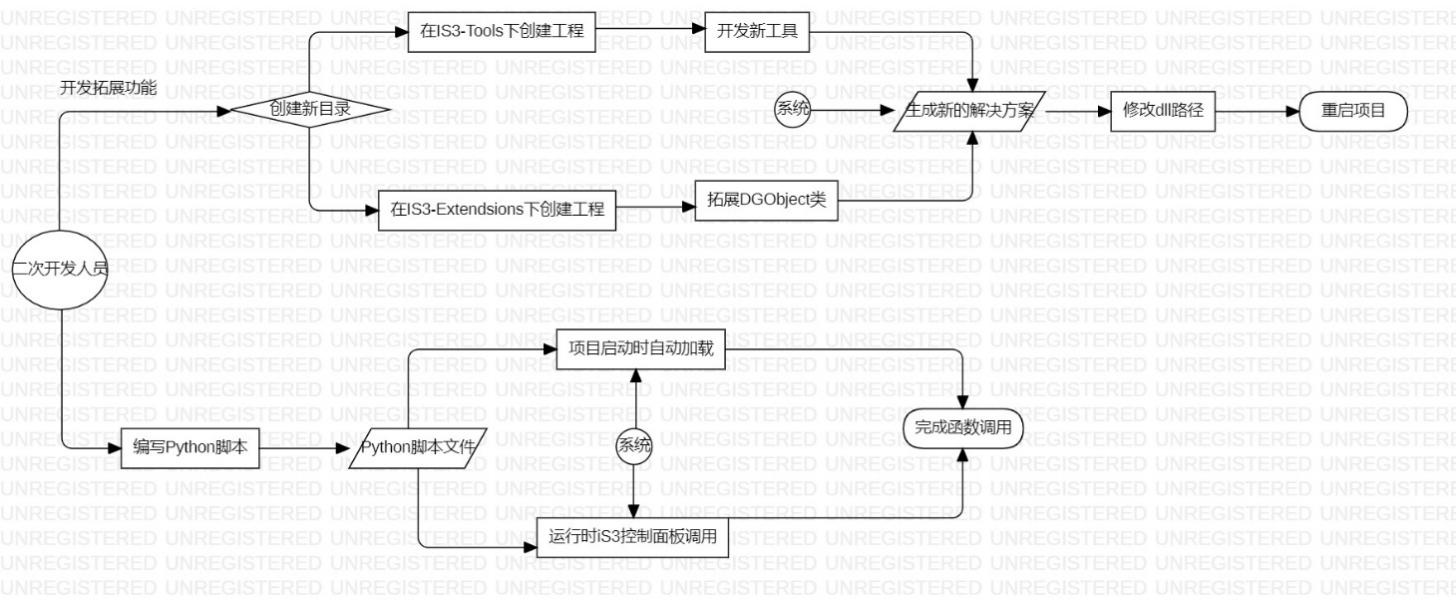 在IS3-Tools下创建工程
开发新工具
开发拓展功能
创建新目录
系统
生成新的解决方案
修改dll路径
重启项目
在IS3-Extendsions下创建工程
拓展DGObject类
二次开发人员
项目启动时自动加载
编写Python脚本
Python脚本文件
系统
完成函数调用
运行时iS3控制面板调用